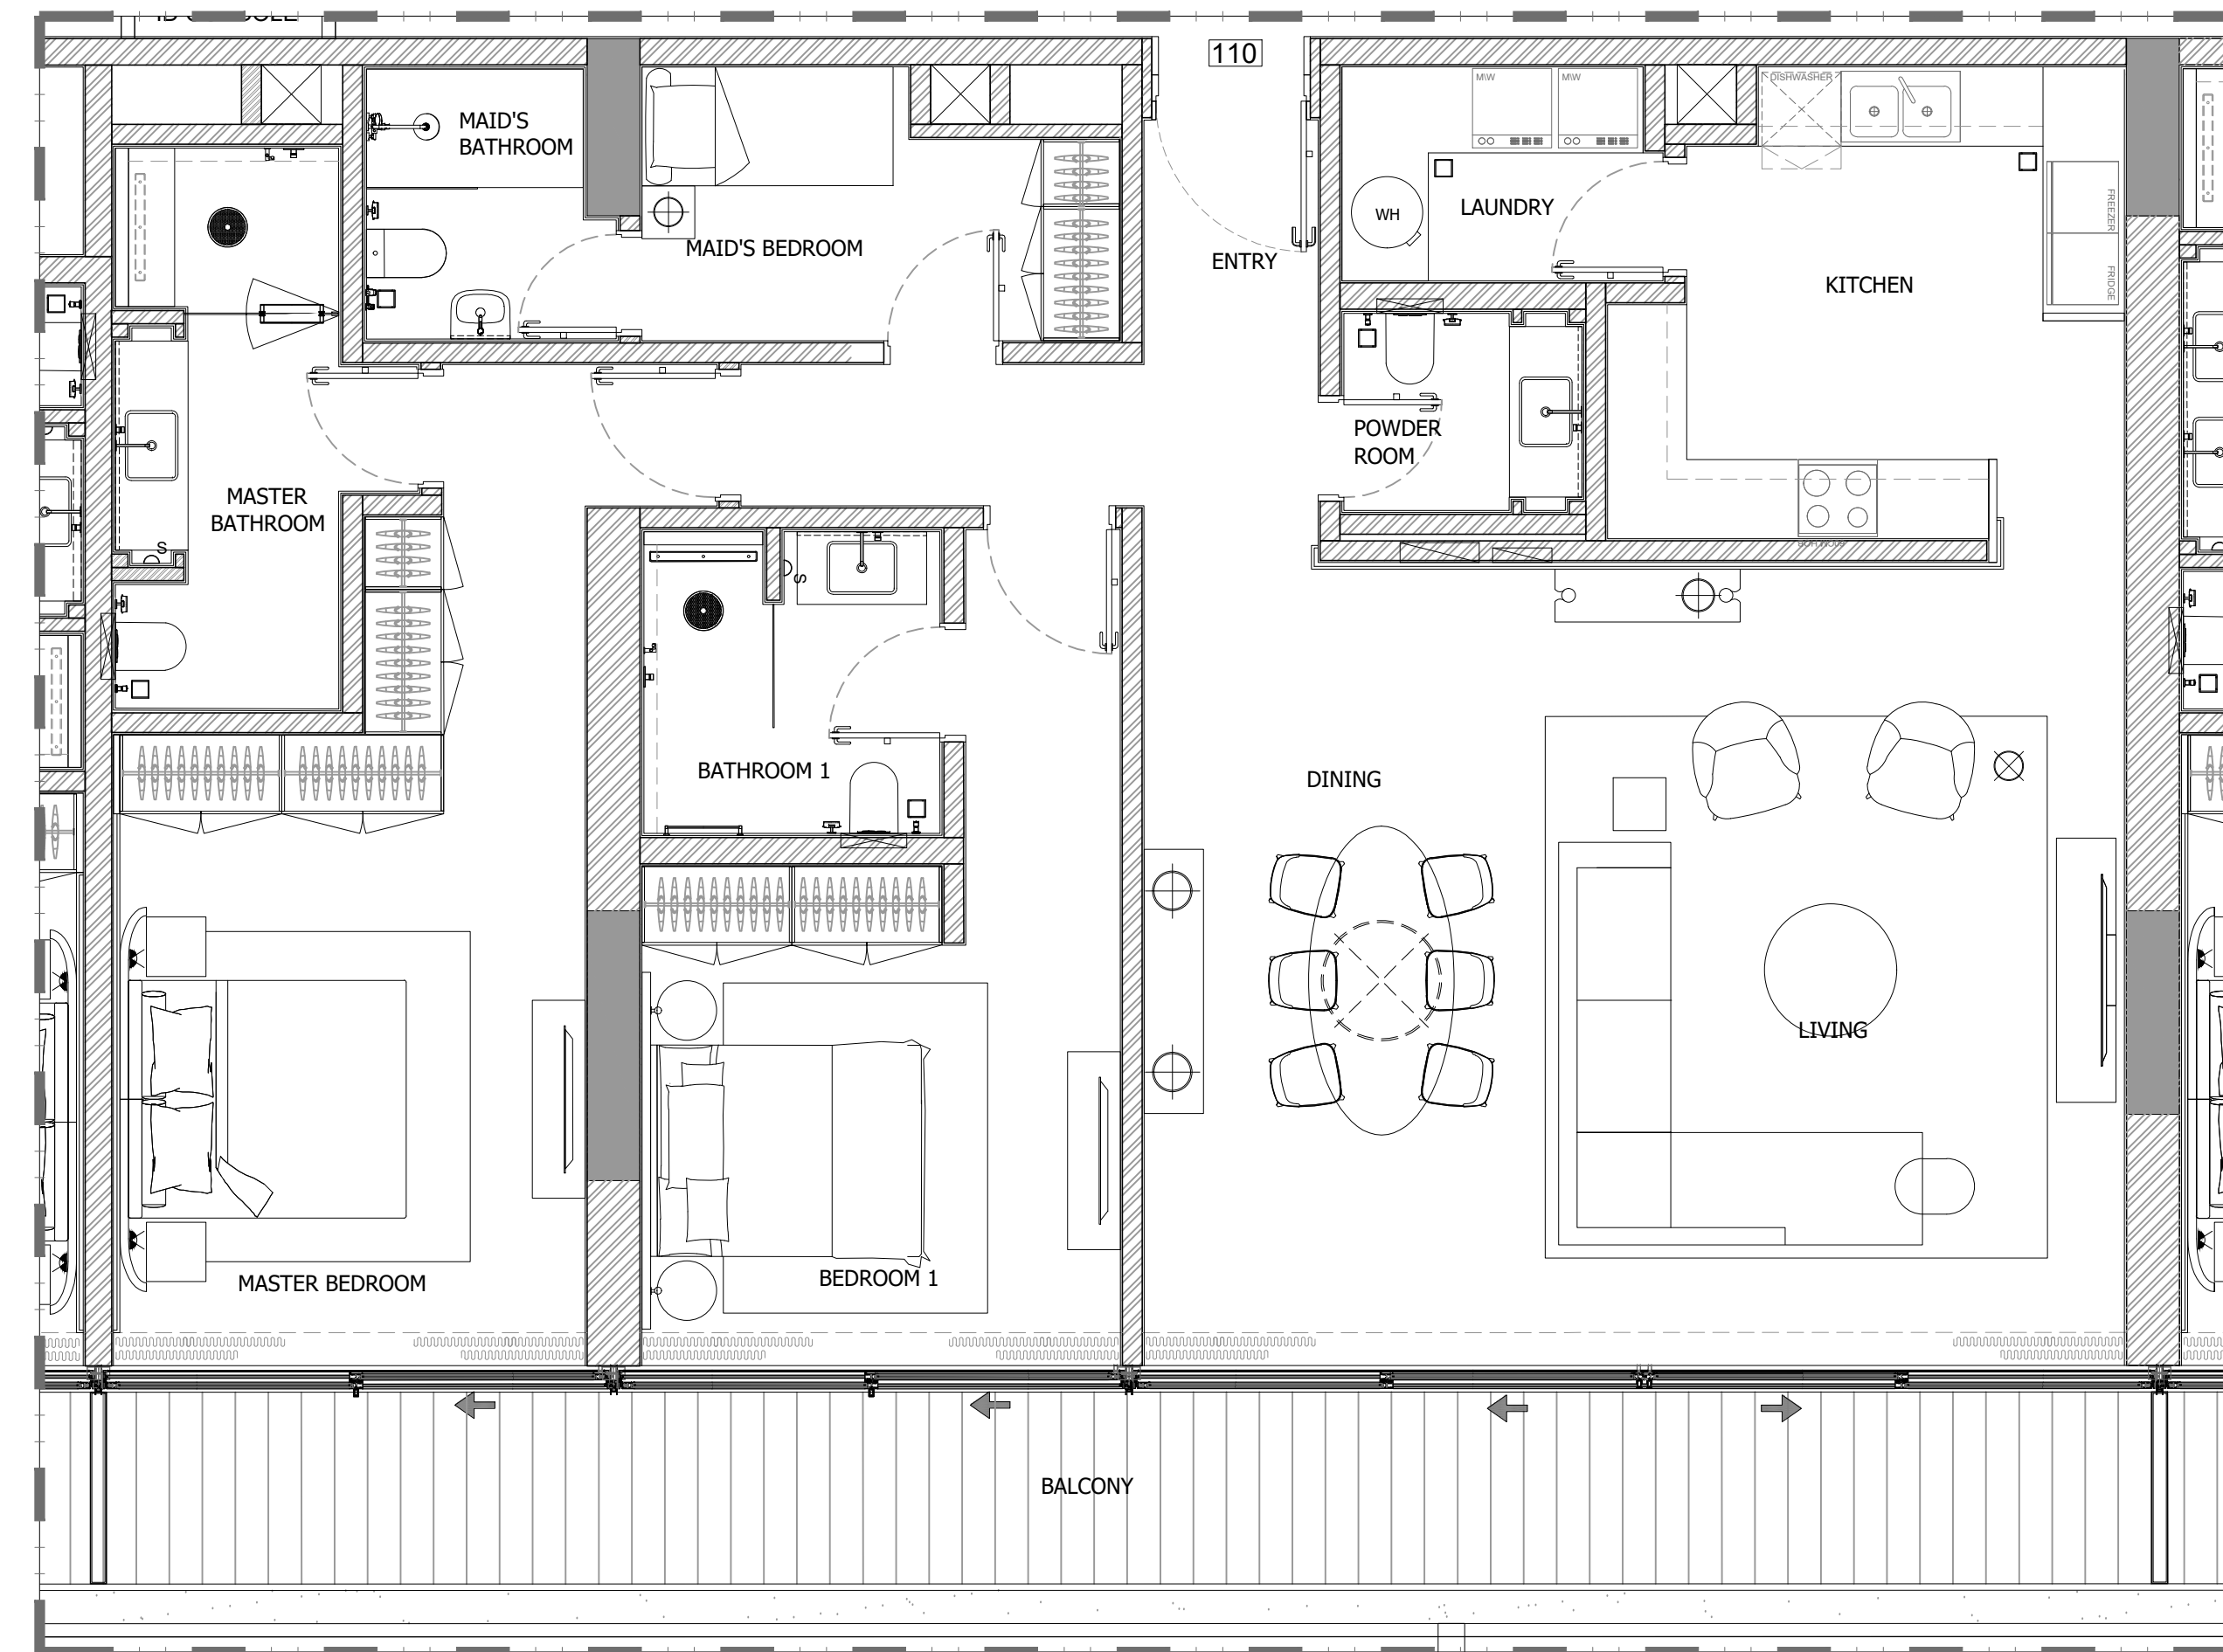 110
M\W
M\W
DISHWASHER
MAID'S
BATHROOM
FREEZER
FRIDGE
WH
LAUNDRY
MAID'S BEDROOM
ENTRY
KITCHEN
POWDER
ROOM
MASTER
BATHROOM
S
S
BATHROOM 1
DINING
LIVING
MASTER BEDROOM
BEDROOM 1
BALCONY